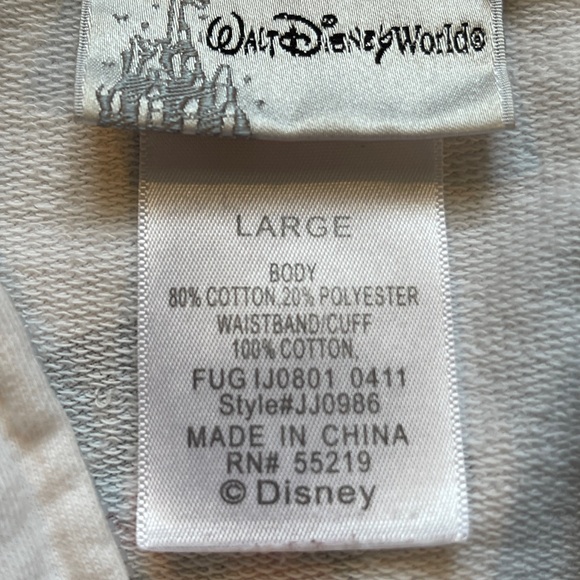 Walt Disney World®
LARGE
BODY
80% COTTON, 20% POLYESTER
WAISTBAND/CUFF
100% COTTON,
FUG IJ0801 0411
Style#JJ0986
MADE IN CHINA
RN# 55219
© Disney